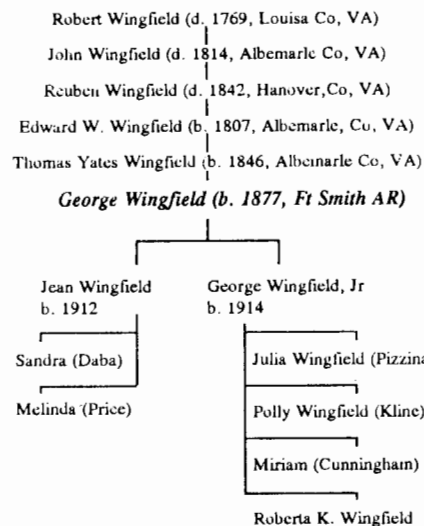 Robert Wingfield (d. 1769, Louisa Co, VA)
John Wingfield (d. 1814, Albemarle Co, VA)
Reuben Wingfield (d. 1842, Hanover,Co, VA)
Edward W. Wingfield (b. 1807, Albemarle, Co, VA)
Thomas Yates Wingfield (b. 1846, Albemarle Co, VA)
George Wingfield (b. 1877, Ft Smith AR)
Jean Wingfield
b. 1912
Sandra (Daba)
Melinda (Price)
George Wingfield, Jr
b. 1914
Julia Wingfield (Pizzina
Polly Wingfield (Kline)
Miriam (Cunningham)
Roberta K. Wingfield